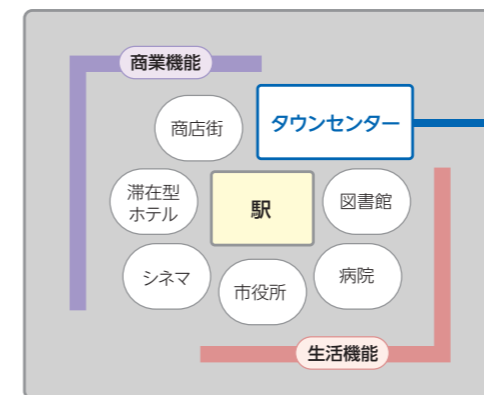 商業機能
商店街
タウンセンター
滞在型
ホテル
駅
図書館
シネマ
市役所
病院
生活機能